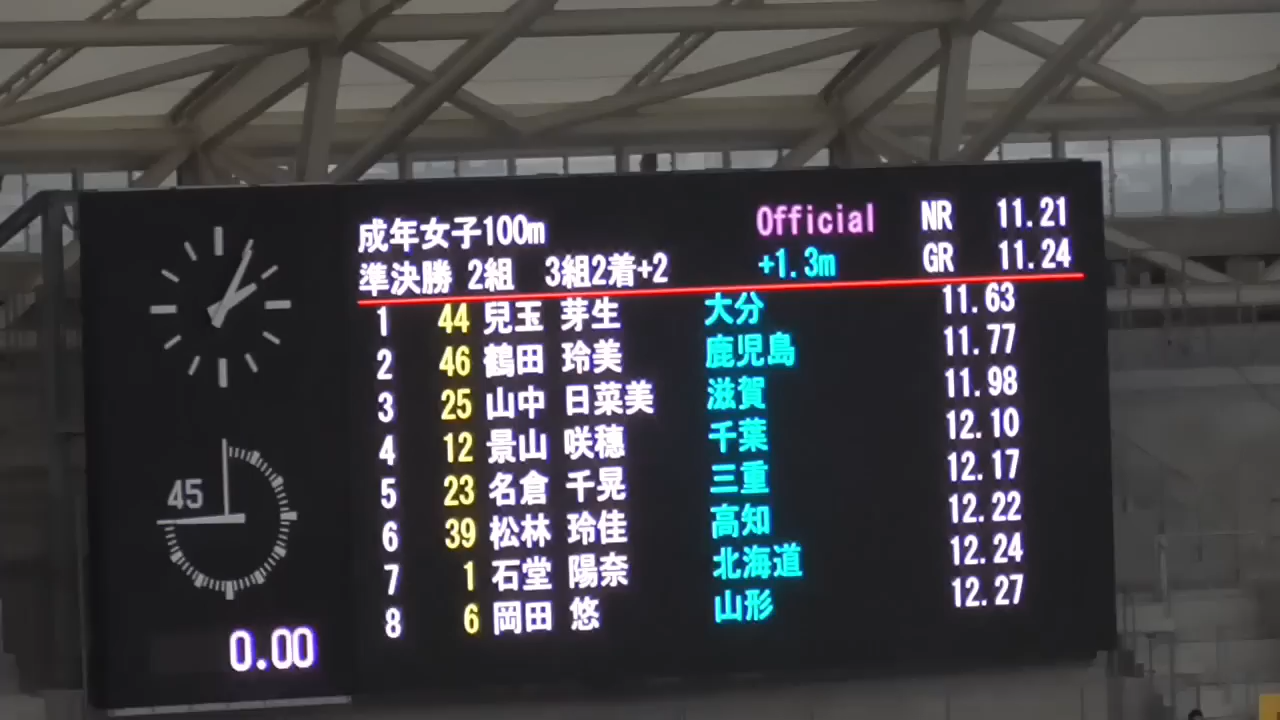 成年女子100m Official NR 11.21
準決勝 2組 3組2着+2 +1.3m GR 11.24
1 44 兒玉 芽生 大分 11.63
2 46 鶴田 玲美 鹿児島 11.77
3 25 山中 日菜美 滋賀 11.98
4 12 景山 咲穗 千葉 12.10
5 23 名倉 千晃 三重 12.17
6 39 松林 玲佳 高知 12.22
7 1 石堂 陽奈 北海道 12.24
8 6 岡田 悠 山形 12.27
45
0.00